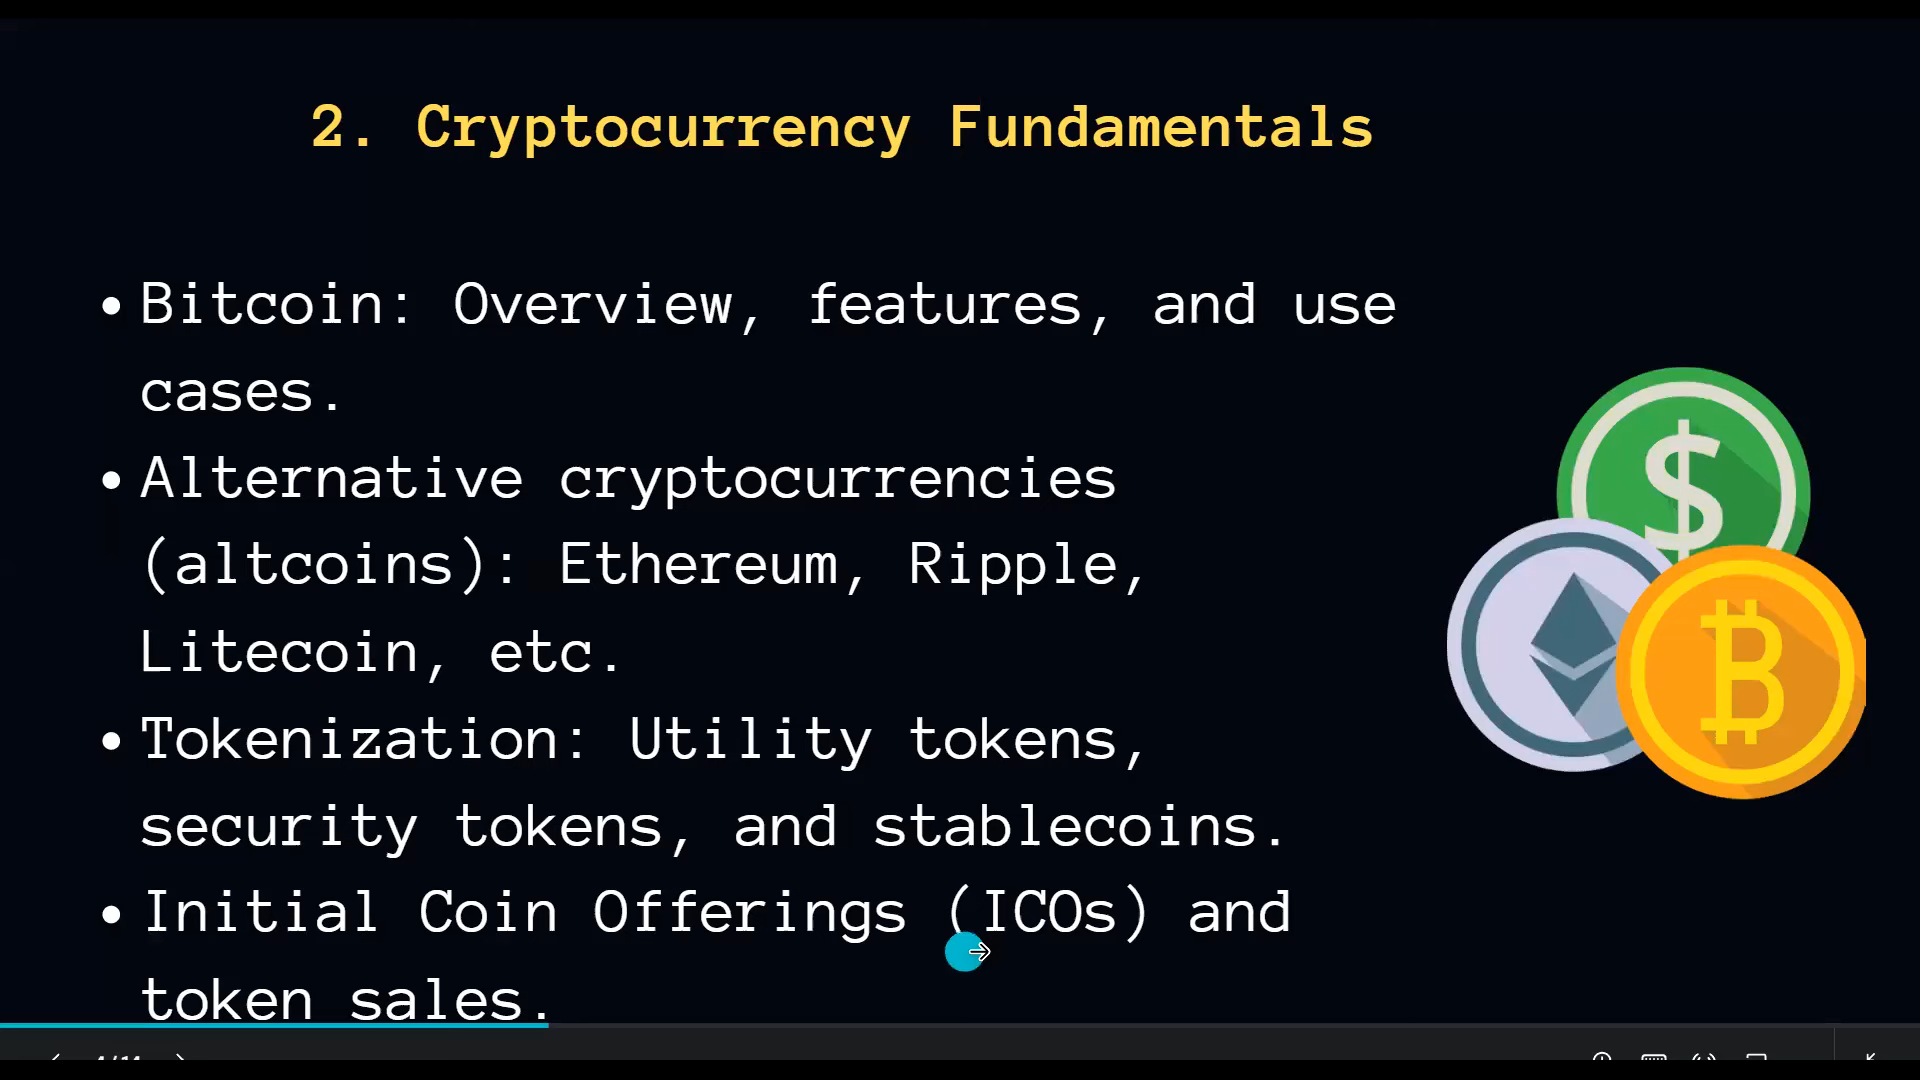 2. Cryptocurrency Fundamentals
• Bitcoin: Overview, features, and use
cases.
• Alternative cryptocurrencies
(altcoins): Ethereum, Ripple,
Litecoin, etc.
• Tokenization: Utility tokens,
security tokens, and stablecoins.
• Initial Coin Offerings (ICOs) and
token sales.